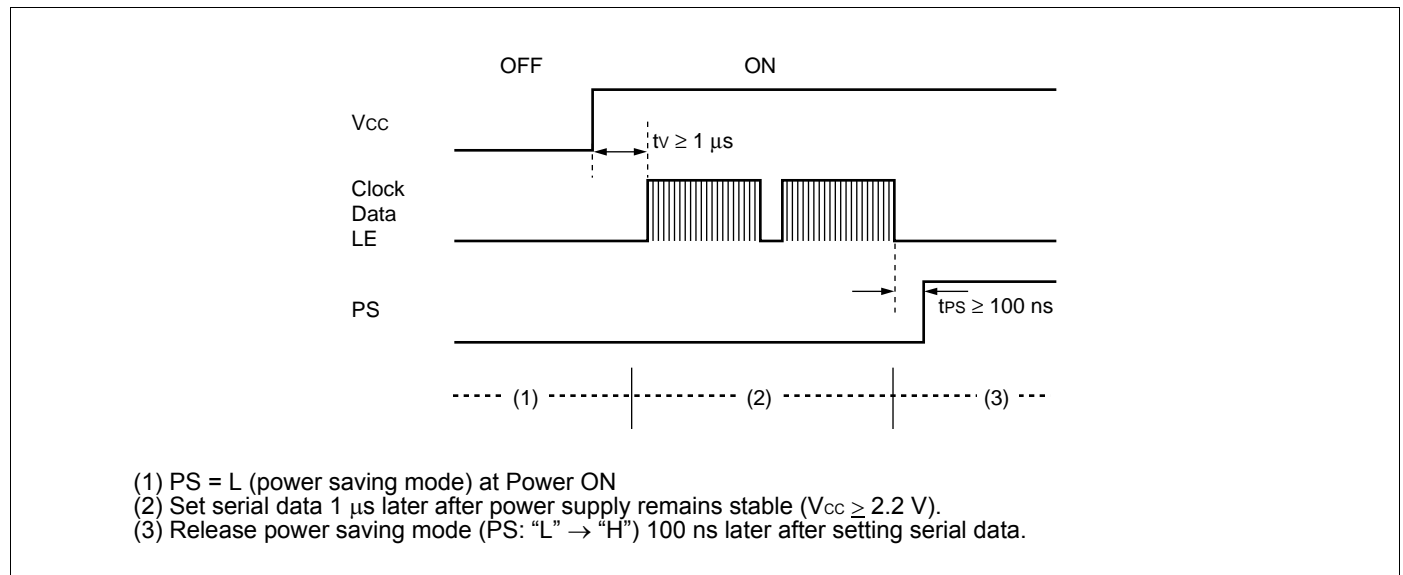 OFF ON
Vcc
tv ≥ 1 μs
Clock
Data
LE
PS
tPS ≥ 100 ns
(1) (2) (3)
(1) PS = L (power saving mode) at Power ON
(2) Set serial data 1 μs later after power supply remains stable (Vcc ≥ 2.2 V).
(3) Release power saving mode (PS: “L” → “H”) 100 ns later after setting serial data.